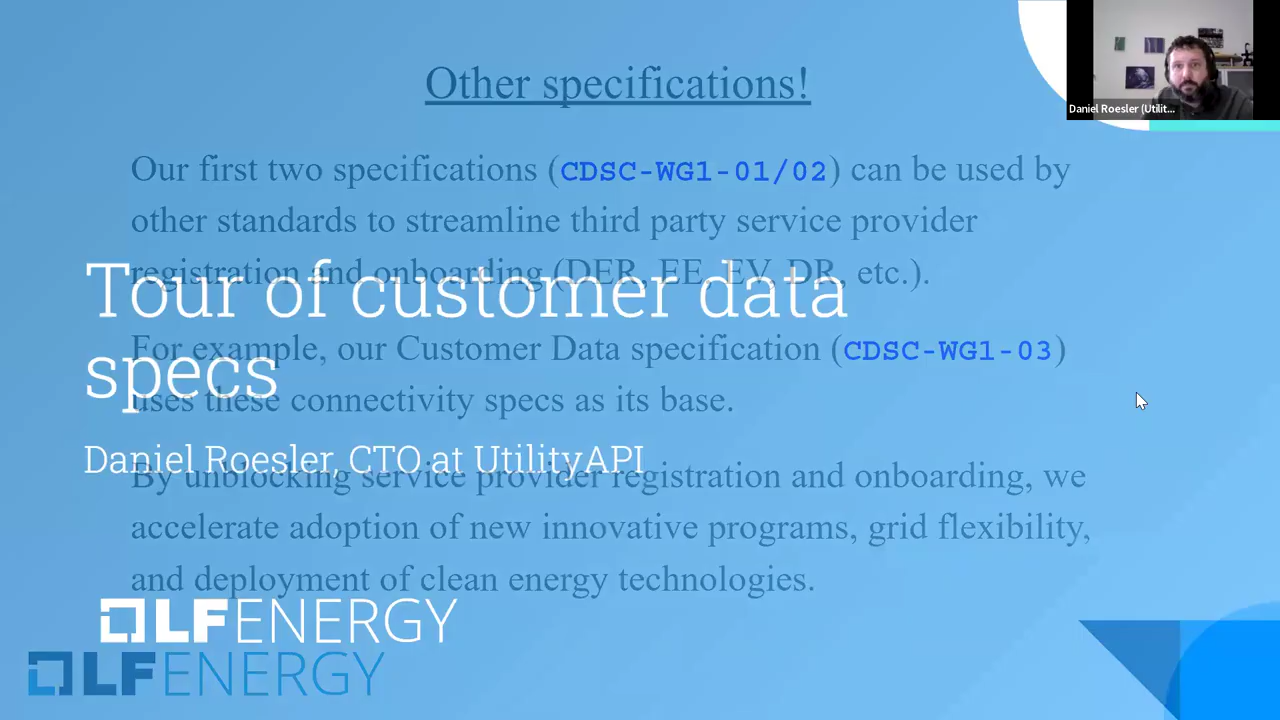 Other specifications!
Daniel Roesler (Utilit...
Our first two specifications (CDSC-WG1-01/02) can be used by
other standards to streamline third party service provider
registration and onboarding (DER, EE, EV, DR, etc.).
Tour of customer data
specs
For example, our Customer Data specification (CDSC-WG1-03)
uses these connectivity specs as its base.
Daniel Roesler, CTO at UtilityAPI
By unblocking service provider registration and onboarding, we
accelerate adoption of new innovative programs, grid flexibility,
and deployment of clean energy technologies.
LFENERGY
LFENERGY